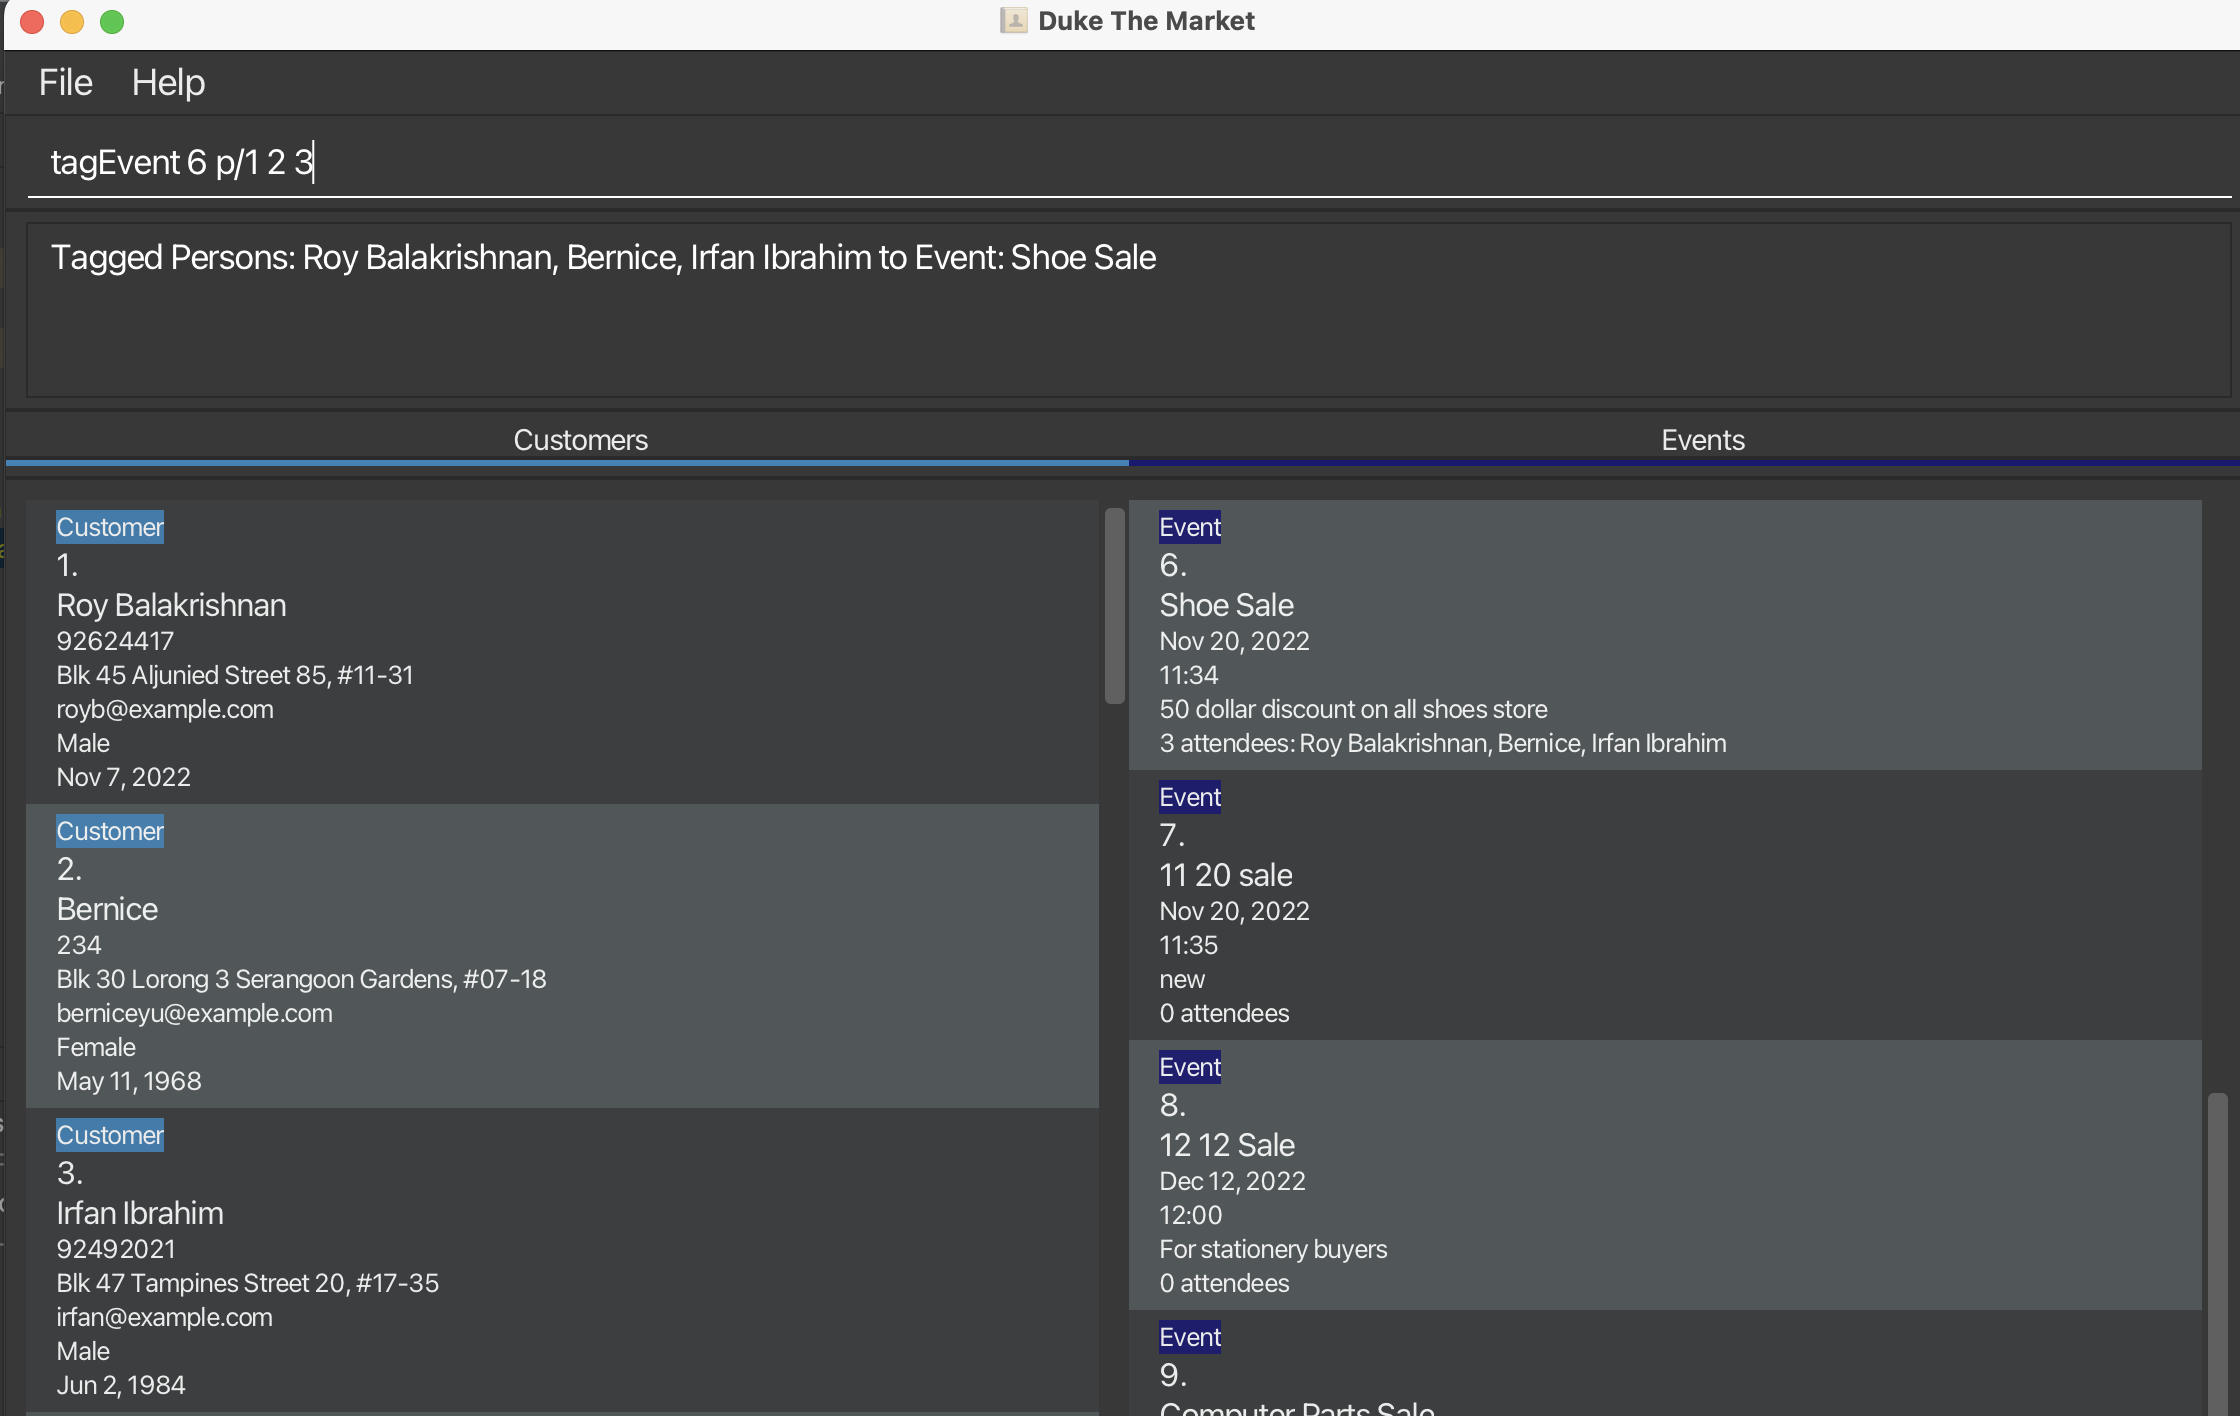 Duke The Market
File Help
tagEvent 6 p/1 2 3
Tagged Persons: Roy Balakrishnan, Bernice, Irfan Ibrahim to Event: Shoe Sale
Customers
Events
Customer
1.
Roy Balakrishnan
92624417
Blk 45 Aljunied Street 85, #11-31
royb@example.com
Male
Nov 7, 2022
Customer
2.
Bernice
234
Blk 30 Lorong 3 Serangoon Gardens, #07-18
berniceyu@example.com
Female
May 11, 1968
Customer
3.
Irfan Ibrahim
92492021
Blk 47 Tampines Street 20, #17-35
irfan@example.com
Male
Jun 2, 1984
Event
6.
Shoe Sale
Nov 20, 2022
11:34
50 dollar discount on all shoes store
3 attendees: Roy Balakrishnan, Bernice, Irfan Ibrahim
Event
7.
11 20 sale
Nov 20, 2022
11:35
new
0 attendees
Event
8.
12 12 Sale
Dec 12, 2022
12:00
For stationery buyers
0 attendees
Event
9.
Computer Parts Sale